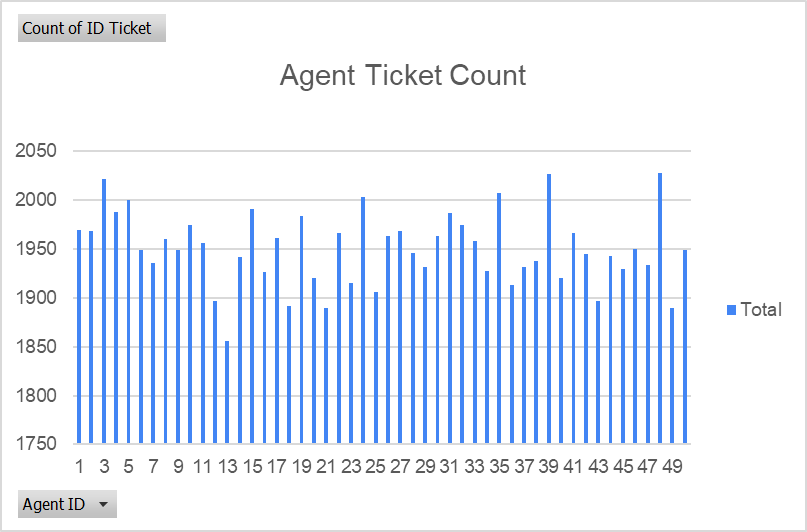 Count of ID Ticket
Agent Ticket Count
2050
2000
1950
1900
1850
1800
1750
1 3 5 7 9 11 13 15 17 19 21 23 25 27 29 31 33 35 37 39 41 43 45 47 49
Total
Agent ID